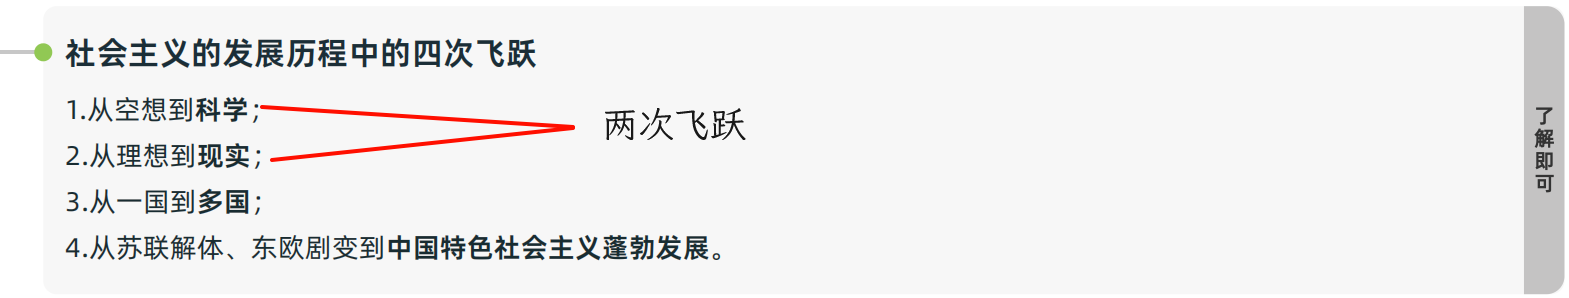 社会主义的发展历程中的四次飞跃
1.从空想到科学；
两次飞跃
2.从理想到现实；
3.从一国到多国；
4.从苏联解体、东欧剧变到中国特色社会主义蓬勃发展。
了解即可